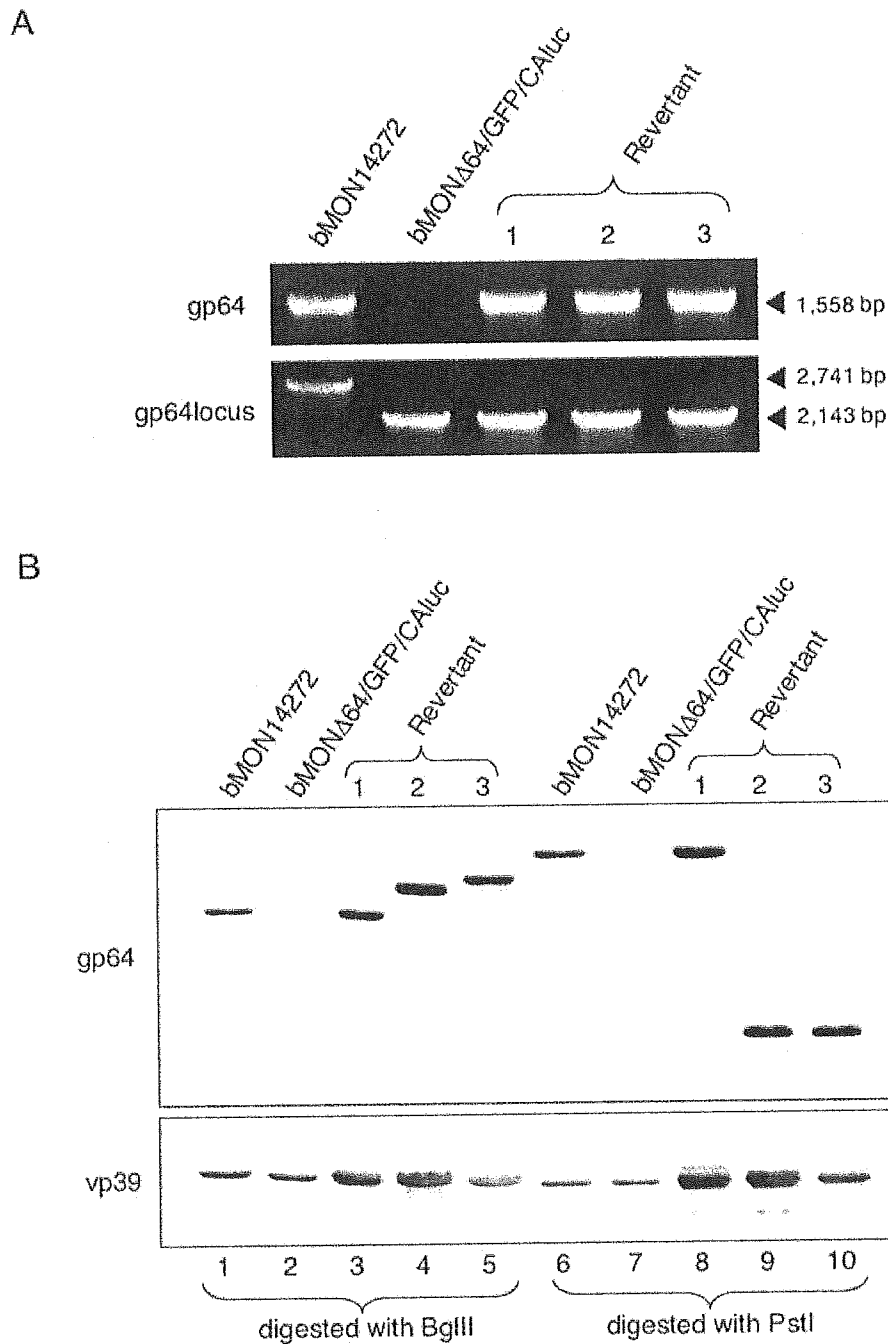 A
bMON14272
bMONΔ64/GFP/CAluc
Revertant
1 2 3
gp64
1,558 bp
gp64locus
2,741 bp
2,143 bp
B
bMON14272
bMONΔ64/GFP/CAluc
Revertant
1 2 3
bMON14272
bMONΔ64/GFP/CAluc
Revertant
1 2 3
gp64
vp39
1 2 3 4 5 6 7 8 9 10
digested with BglII
digested with PstI